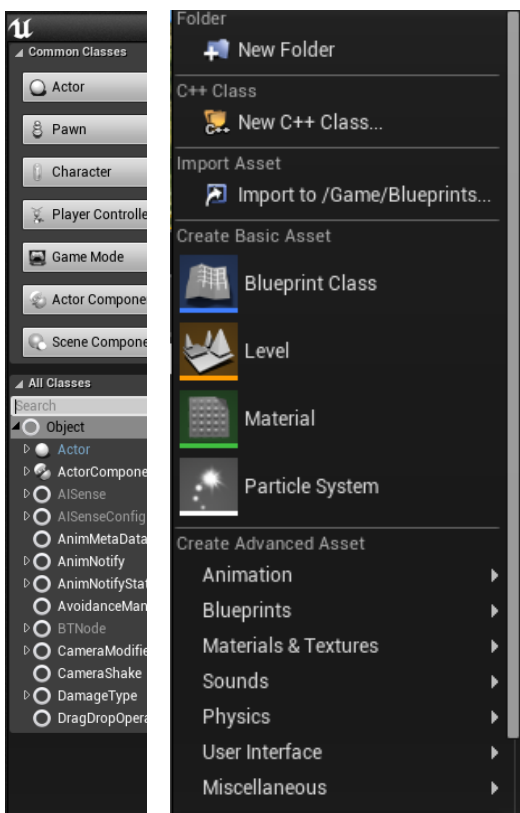 Common Classes
Actor
Pawn
Character
Player Controlle
Game Mode
Actor Compone
Scene Compone
All Classes
Search
Object
Actor
ActorCompone
AISense
AISenseConfig
AnimMetaData
AnimNotify
AnimNotifyStat
AvoidanceMan
BTNode
CameraModifie
CameraShake
DamageType
DragDropOpera
Folder
New Folder
C++ Class
New C++ Class...
Import Asset
Import to /Game/Blueprints...
Create Basic Asset
Blueprint Class
Level
Material
Particle System
Create Advanced Asset
Animation
Blueprints
Materials & Textures
Sounds
Physics
User Interface
Miscellaneous